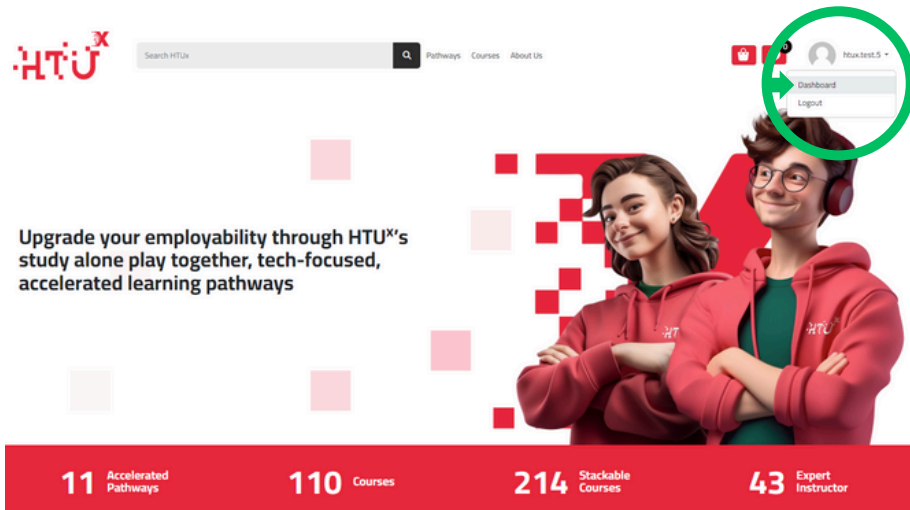 HTUX
Search HTUx
Pathways Courses About Us
0
htux.test.5
Dashboard
Logout
Upgrade your employability through HTUˣ's
study alone play together, tech-focused,
accelerated learning pathways
HTUX
11 Accelerated
Pathways
110 Courses
214 Stackable
Courses
43 Expert
Instructor